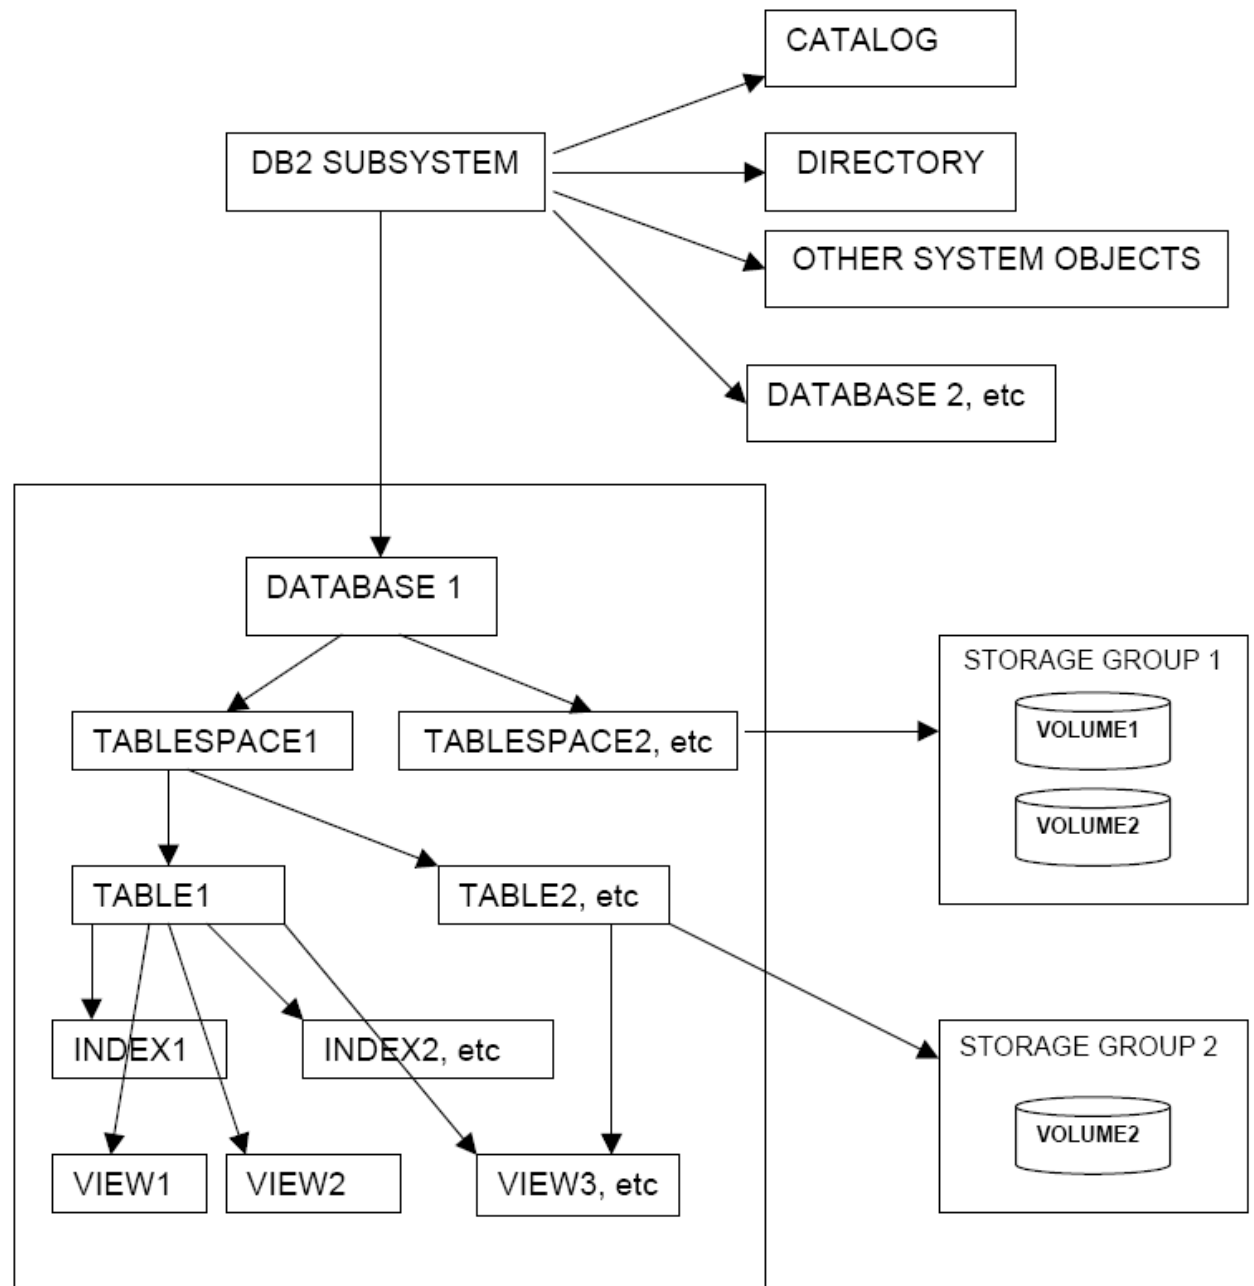 CATALOG
DB2 SUBSYSTEM
DIRECTORY
OTHER SYSTEM OBJECTS
DATABASE 2, etc
DATABASE 1
STORAGE GROUP 1
VOLUME1
VOLUME2
TABLESPACE1
TABLESPACE2, etc
TABLE1
TABLE2, etc
INDEX1
INDEX2, etc
STORAGE GROUP 2
VOLUME2
VIEW1
VIEW2
VIEW3, etc